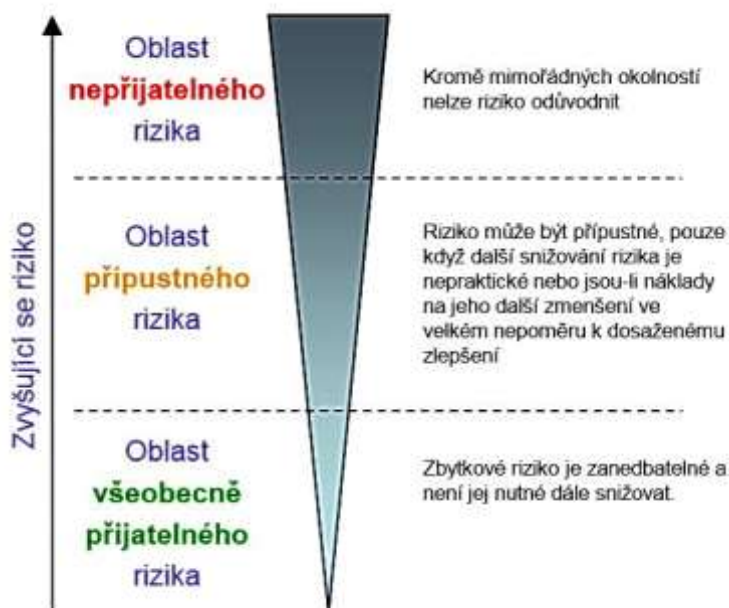 Zvyšující se riziko
Oblast
nepřijatelného
rizika
Kromě mimořádných okolností
nelze riziko odůvodnit
Oblast
přípustného
rizika
Riziko může být přípustné, pouze
když další snižování rizika je
nepraktické nebo jsou-li náklady
na jeho další zmenšení ve
velkém nepoměru k dosaženému
zlepšení
Oblast
všeobecně
přijatelného
rizika
Zbytkové riziko je zanedbatelné a
není jej nutné dále snižovat.